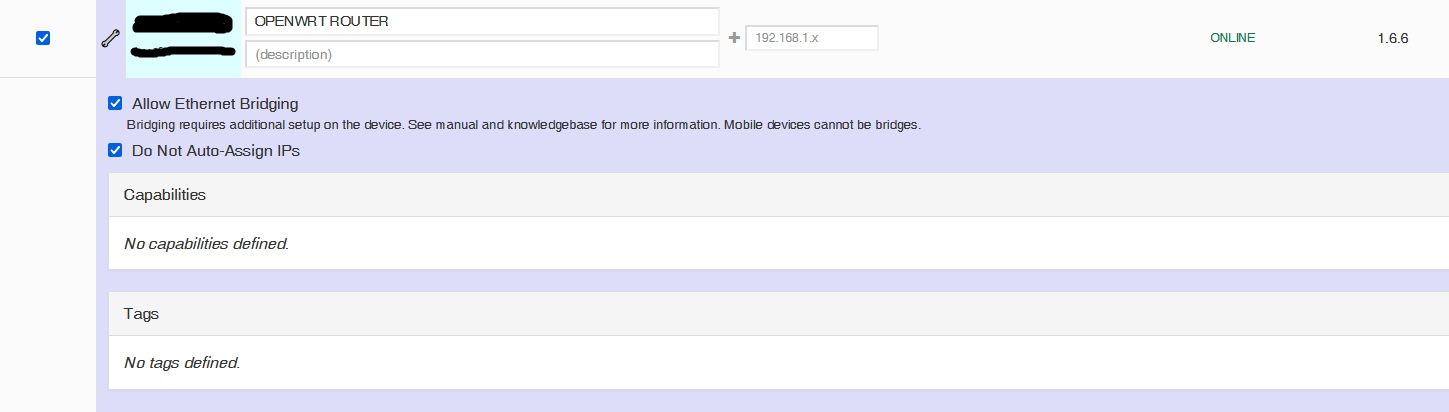 OPENWRT ROUTER
(description)
192.168.1.x
ONLINE
1.6.6
Allow Ethernet Bridging
Bridging requires additional setup on the device. See manual and knowledgebase for more information. Mobile devices cannot be bridges.
Do Not Auto-Assign IPs
Capabilities
No capabilities defined.
Tags
No tags defined.